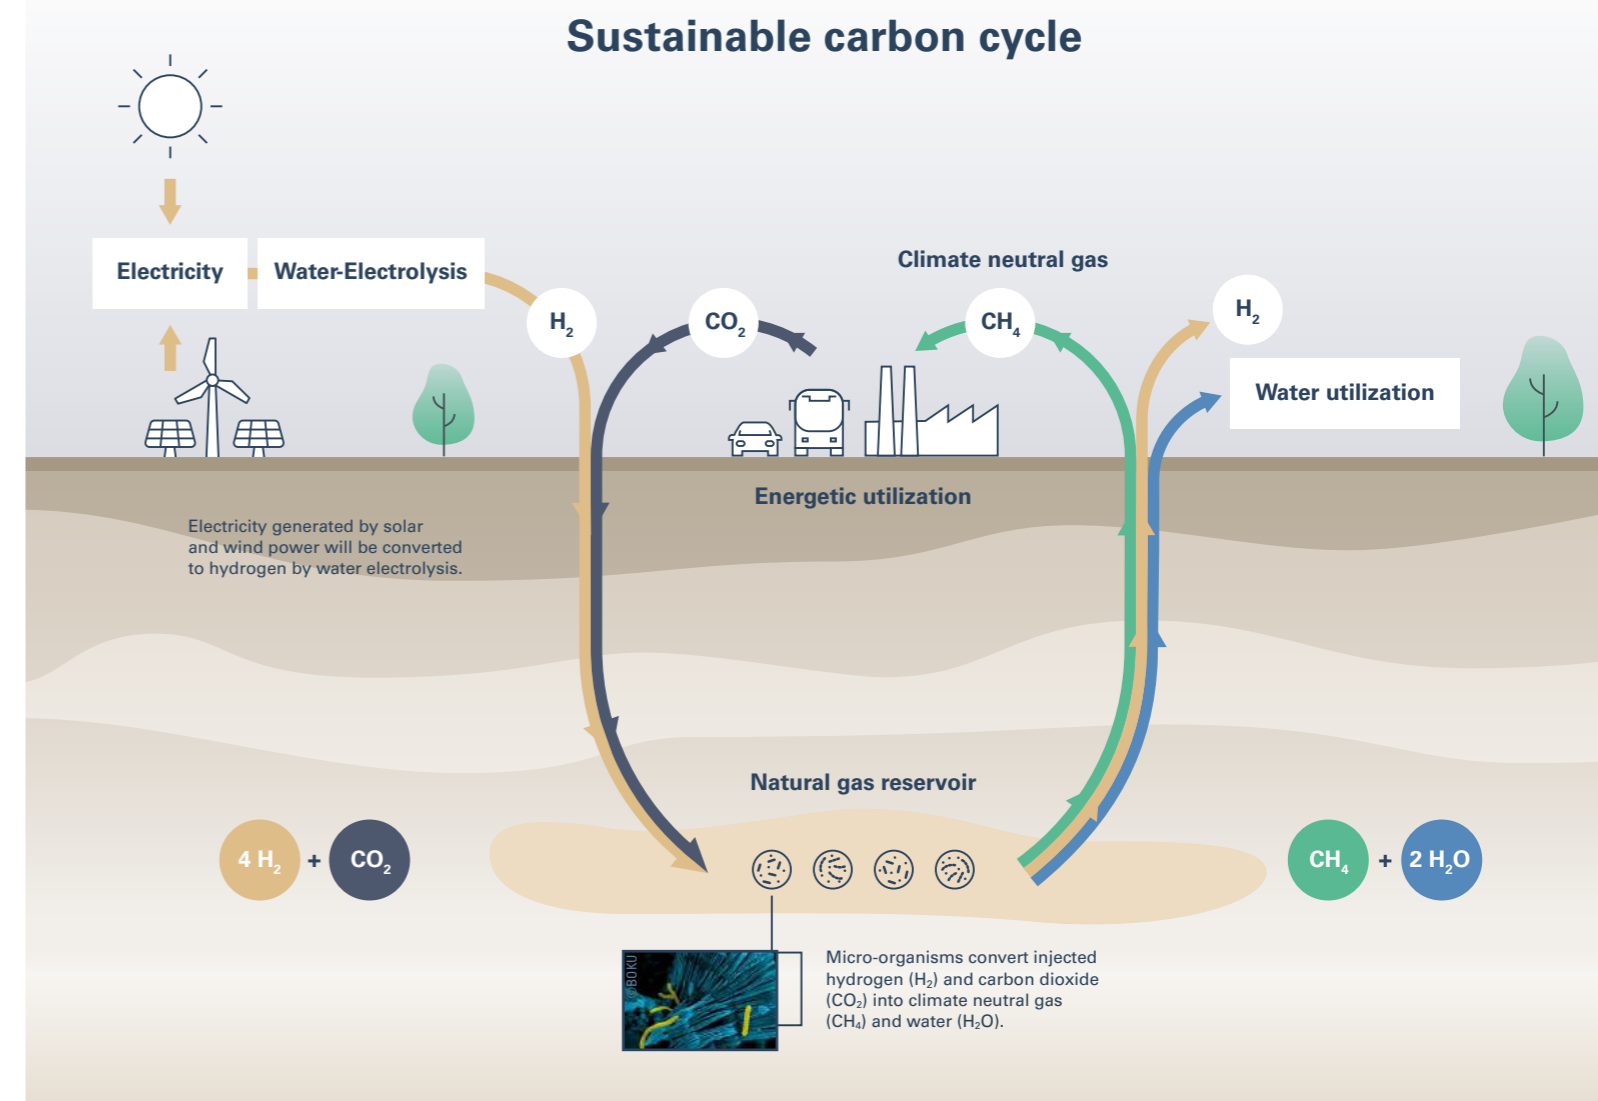 Sustainable carbon cycle
Electricity
Water-Electrolysis
H₂
CO₂
Climate neutral gas
CH₄
H₂
Water utilization
Energetic utilization
Electricity generated by solar
and wind power will be converted
to hydrogen by water electrolysis.
Natural gas reservoir
4 H₂ + CO₂
CH₄ + 2 H₂O
©BOKU
Micro-organisms convert injected
hydrogen (H₂) and carbon dioxide
(CO₂) into climate neutral gas
(CH₄) and water (H₂O).